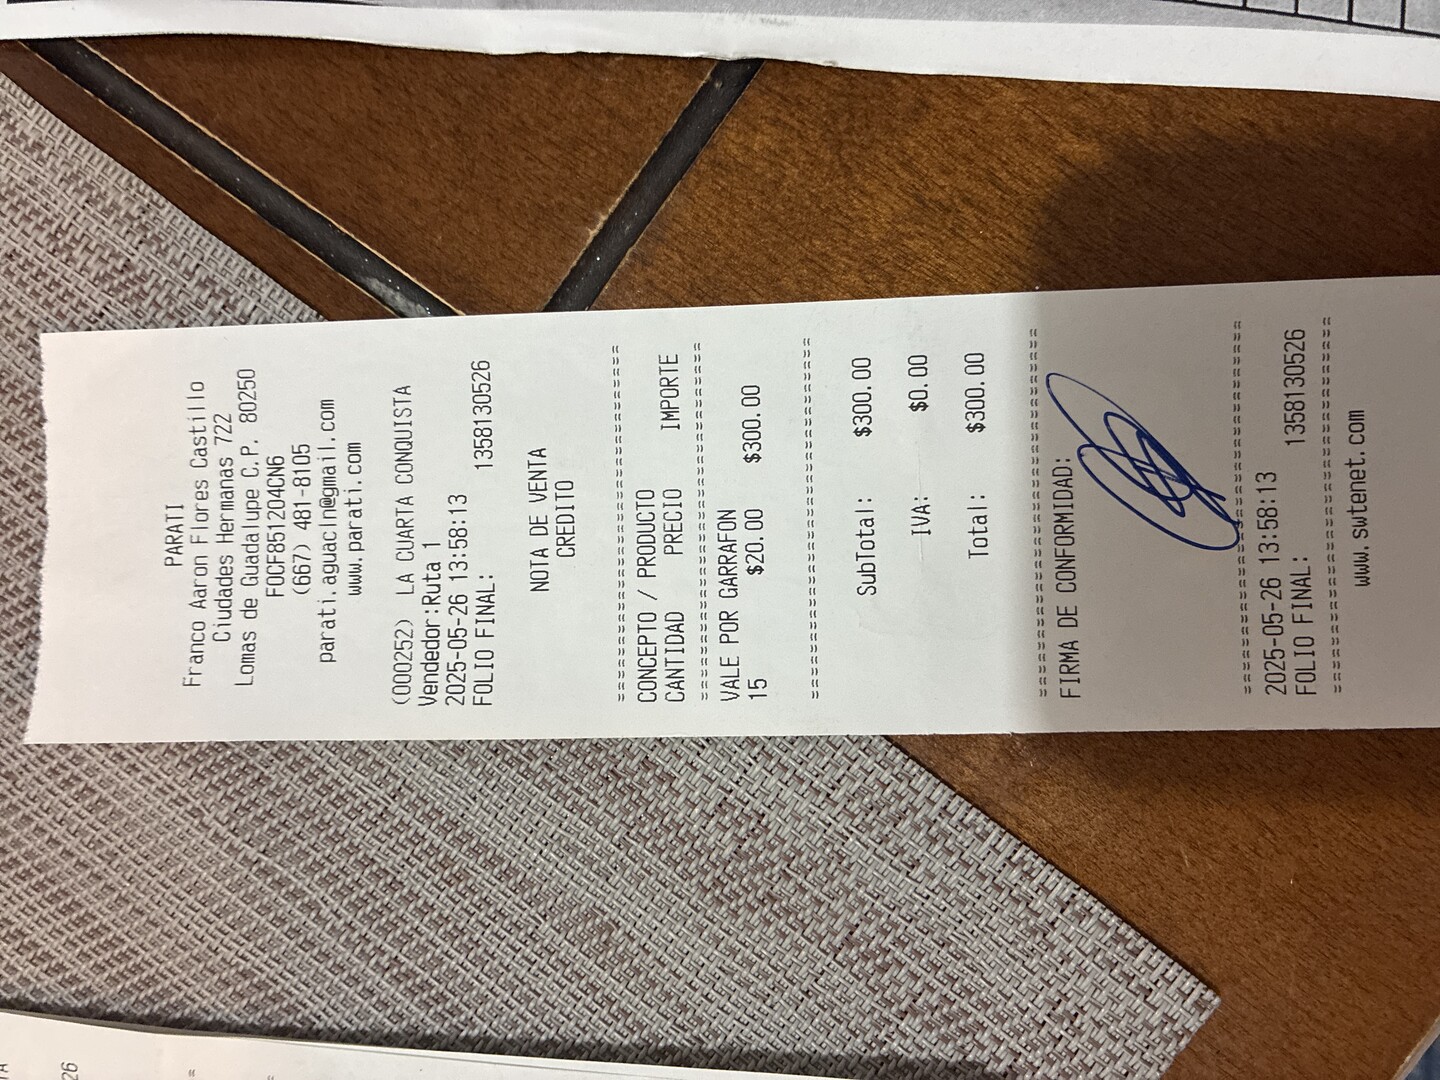 PARATI
Franco Aaron Flores Castillo
Ciudades Hermanas 722
Lomas de Guadalupe C.P. 80250
FOCF851204CN6
(667) 481-8105
parati.aguacln@gmail.com
www.parati.com
(000252) LA CUARTA CONQUISTA
Vendedor:Ruta 1
2025-05-26 13:58:13
FOLIO FINAL: 1358130526
NOTA DE VENTA
CREDITO
==================================
CONCEPTO / PRODUCTO
CANTIDAD PRECIO IMPORTE
==================================
VALE POR GARRAFON
15 $20.00 $300.00
==================================
SubTotal: $300.00
IVA: $0.00
Total: $300.00
==================================
FIRMA DE CONFORMIDAD:
==================================
2025-05-26 13:58:13
FOLIO FINAL: 1358130526
==================================
www.swtenet.com
26